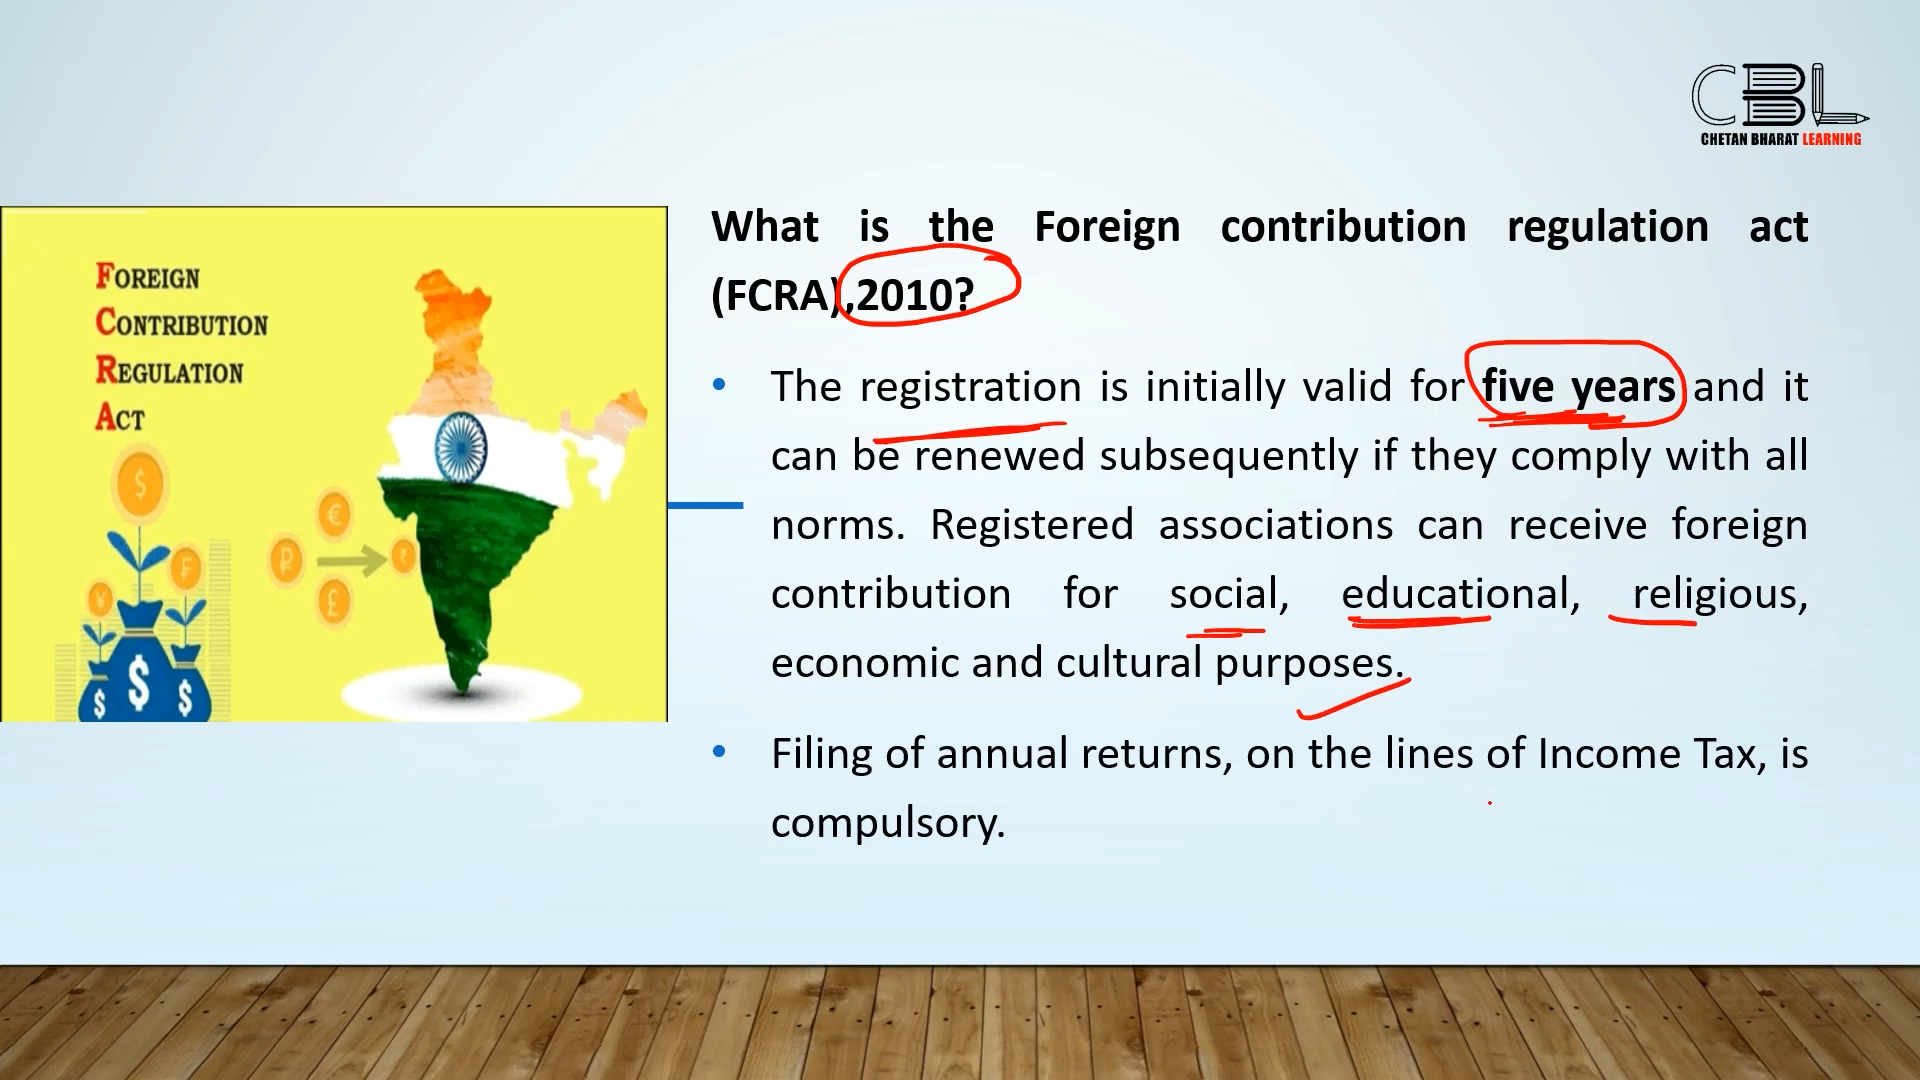 CBL
CHETAN BHARAT LEARNING
FOREIGN
CONTRIBUTION
REGULATION
ACT
What is the Foreign contribution regulation act
(FCRA),2010?
• The registration is initially valid for five years and it
can be renewed subsequently if they comply with all
norms. Registered associations can receive foreign
contribution for social, educational, religious,
economic and cultural purposes.
• Filing of annual returns, on the lines of Income Tax, is
compulsory.